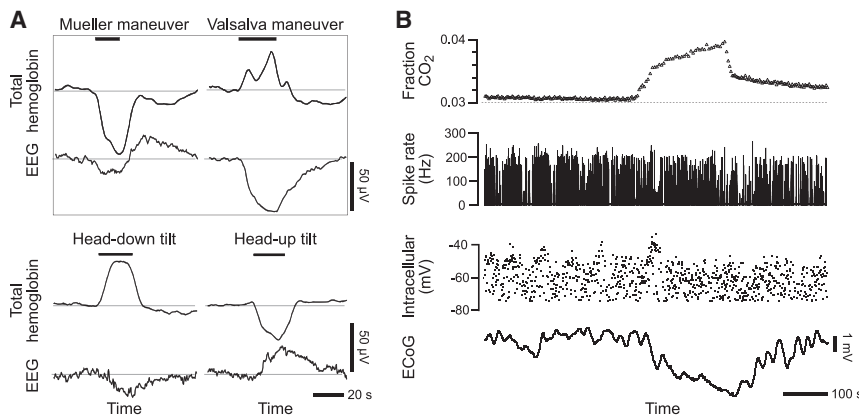 A
Mueller maneuver
Valsalva maneuver
Total
hemoglobin
EEG
50 µV
Head-down tilt
Head-up tilt
Total
hemoglobin
EEG
50 µV
Time
Time
20 s
B
Fraction
CO2
0.04
0.03
Spike rate
(Hz)
300
200
100
0
Intracellular
(mV)
-40
-60
-80
ECoG
1 mV
Time
100 s